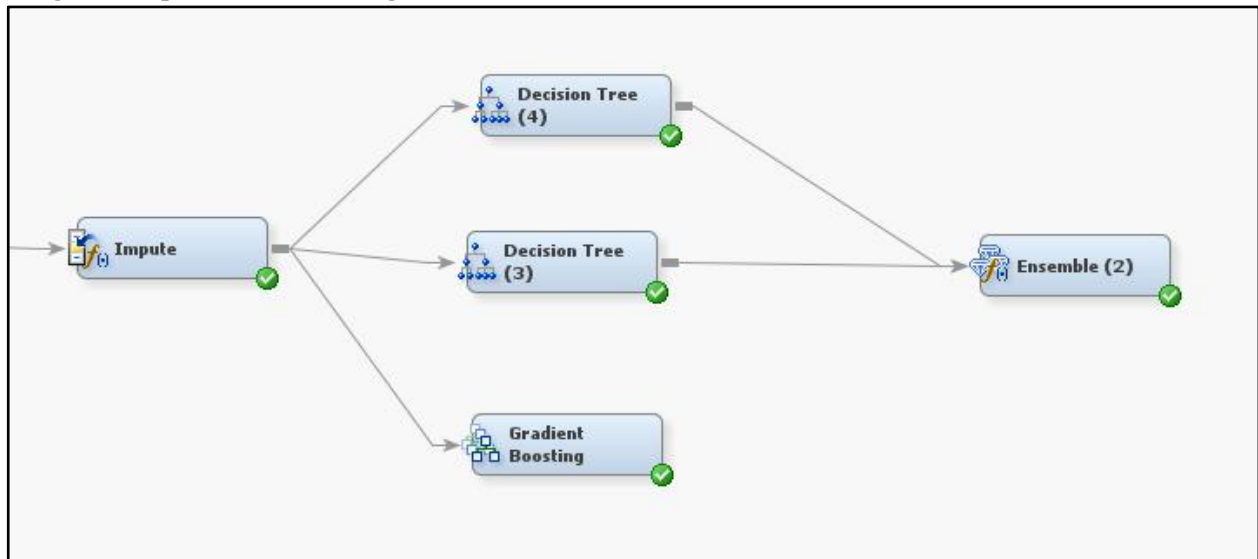 Decision Tree
(4)
Impute
Decision Tree
(3)
Ensemble (2)
Gradient
Boosting